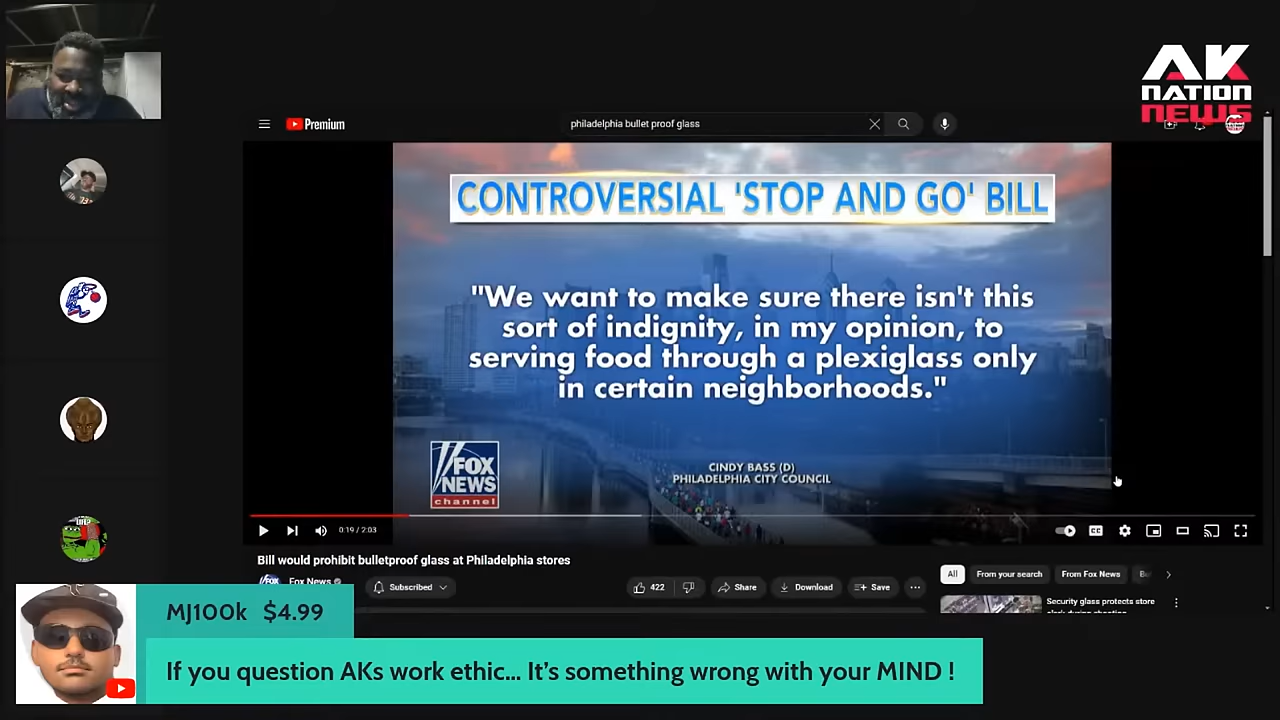 AK
NATION
NEWS
Premium
philadelphia bullet proof glass
CONTROVERSIAL 'STOP AND GO' BILL
"We want to make sure there isn't this
sort of indignity, in my opinion, to
serving food through a plexiglass only
in certain neighborhoods."
FOX
NEWS
channel
CINDY BASS (D)
PHILADELPHIA CITY COUNCIL
0:19 / 2:03
CC
Bill would prohibit bulletproof glass at Philadelphia stores
FOX
Fox News
Subscribed
422
Share
Download
Save
All
From your search
From Fox News
Security glass protects store
MJ100k $4.99
If you question AKs work ethic... It's something wrong with your MIND !